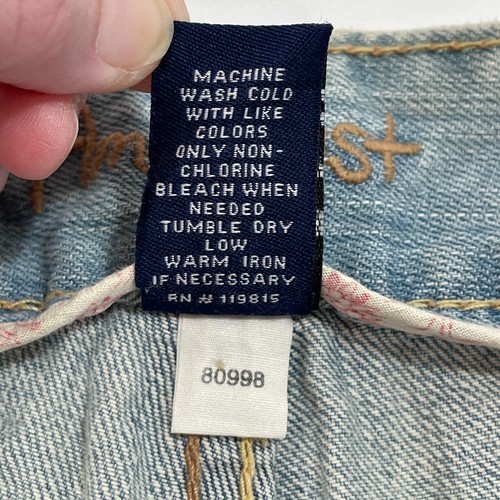 MACHINE
WASH COLD
WITH LIKE
COLORS
ONLY NON-
CHLORINE
BLEACH WHEN
NEEDED
TUMBLE DRY
LOW
WARM IRON
IF NECESSARY
RN # 119815
80998